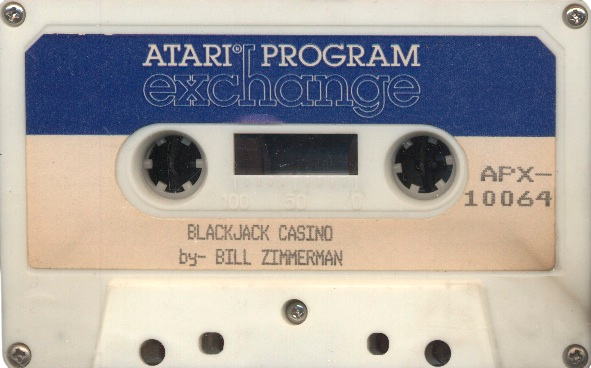 ATARI® PROGRAM
exchange
APX-
10064
100 50 0
BLACKJACK CASINO
by- BILL ZIMMERMAN